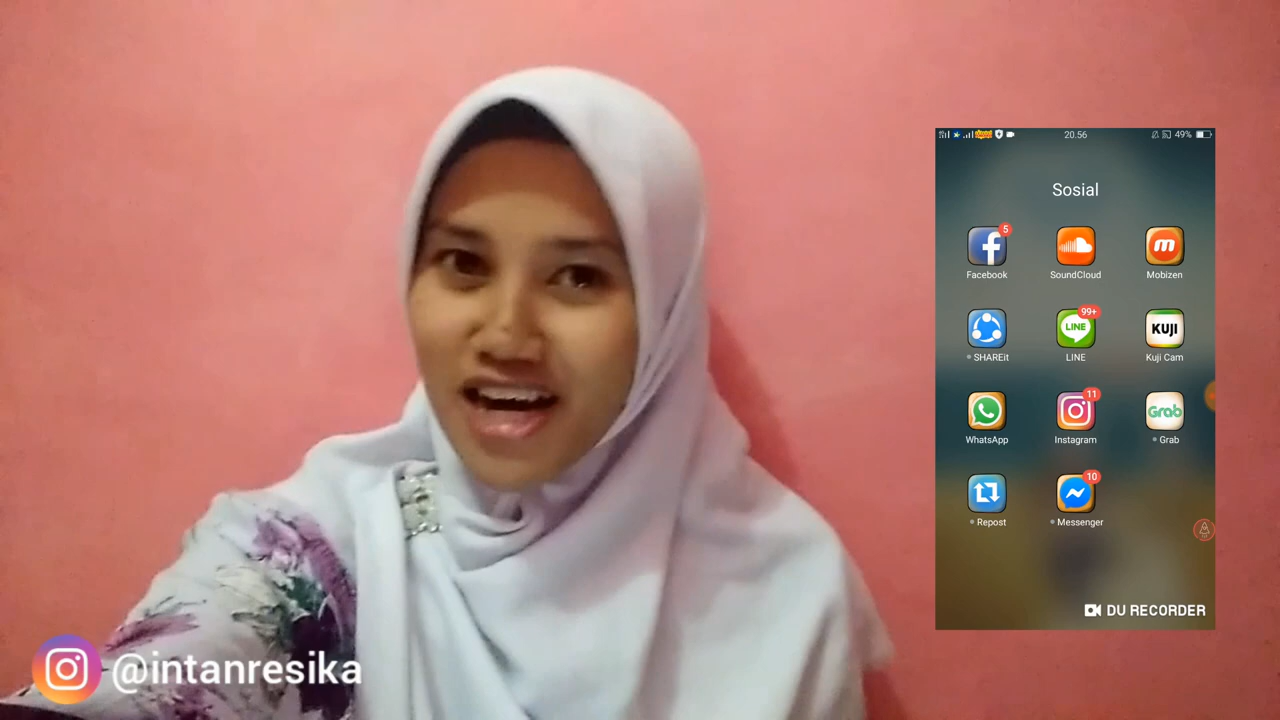 20.56
49%
Sosial
5
f
m
Facebook
SoundCloud
Mobizen
99+
LINE
KUJI
SHAREit
LINE
Kuji Cam
11
Grab
WhatsApp
Instagram
Grab
10
Repost
Messenger
DU RECORDER
@intanresika